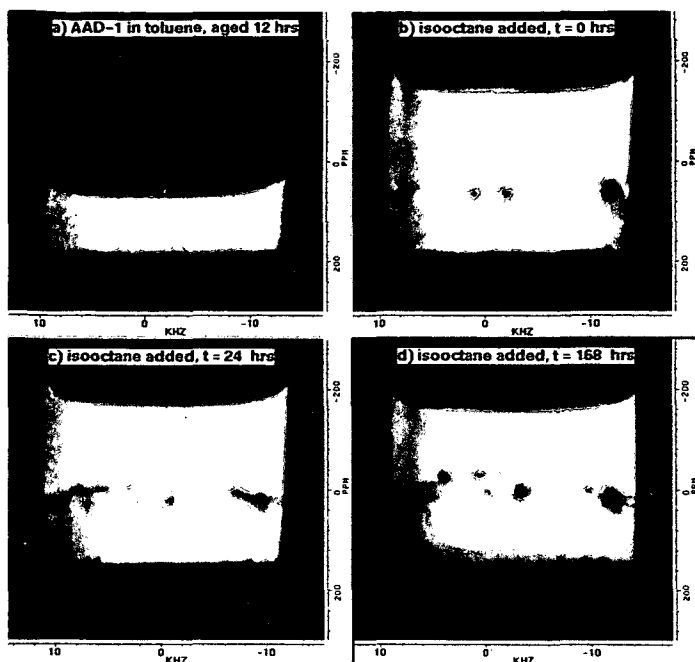 a) AAD-1 in toluene, aged 12 hrs
-200
0
PPM
200
10
0
KHZ
-10
b) isooctane added, t = 0 hrs
-200
0
PPM
200
10
0
KHZ
-10
c) isooctane added, t = 24 hrs
-200
0
PPM
200
10
0
KHZ
-10
d) isooctane added, t = 168 hrs
-200
0
PPM
200
10
0
KHZ
-10